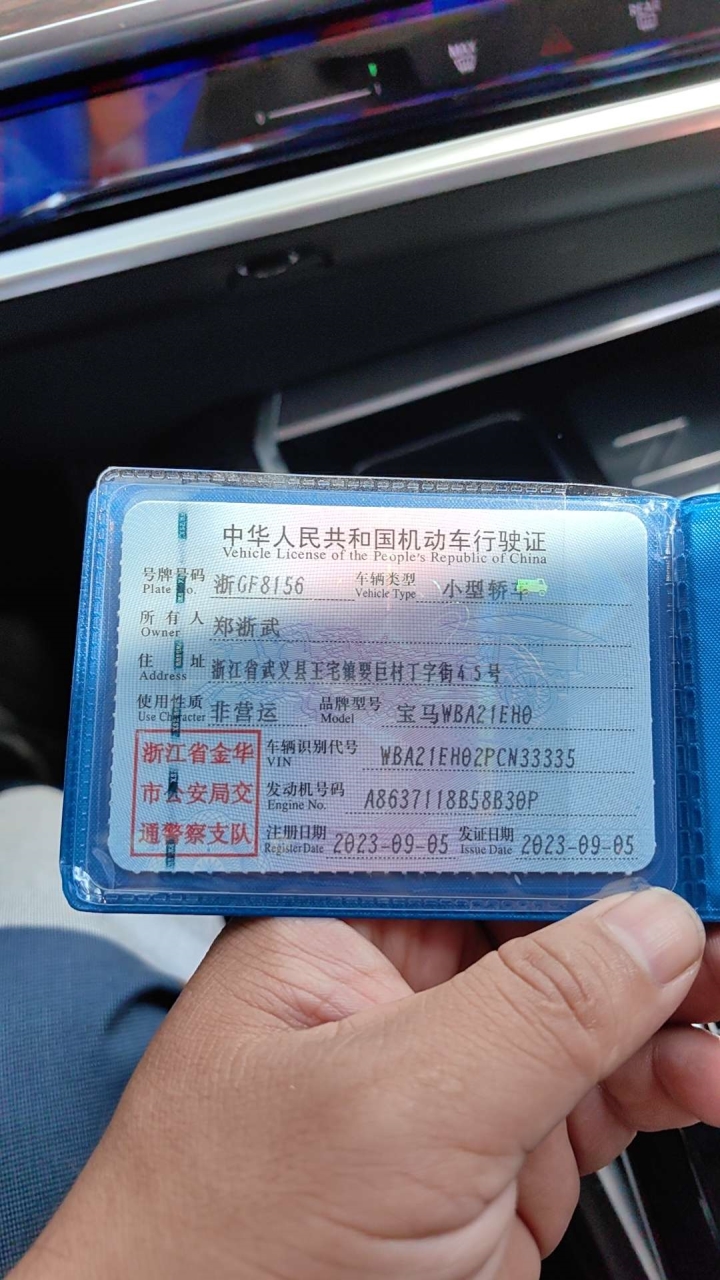 MAX
REAR
中华人民共和国机动车行驶证
Vehicle License of the People's Republic of China
号牌号码 浙GF8156 车辆类型 小型轿车
Plate No. Vehicle Type
所有人 郑浙武
Owner
住址 浙江省武义县王宅镇要巨村丁字街45号
Address
使用性质 非营运 品牌型号 宝马WBA21EH0
Use Character Model
浙江省金华
市公安局交
通警察支队
车辆识别代号 WBA21EH02PCN33335
VIN
发动机号码 A8637118B58B30P
Engine No.
注册日期 2023-09-05 发证日期 2023-09-05
Register Date Issue Date